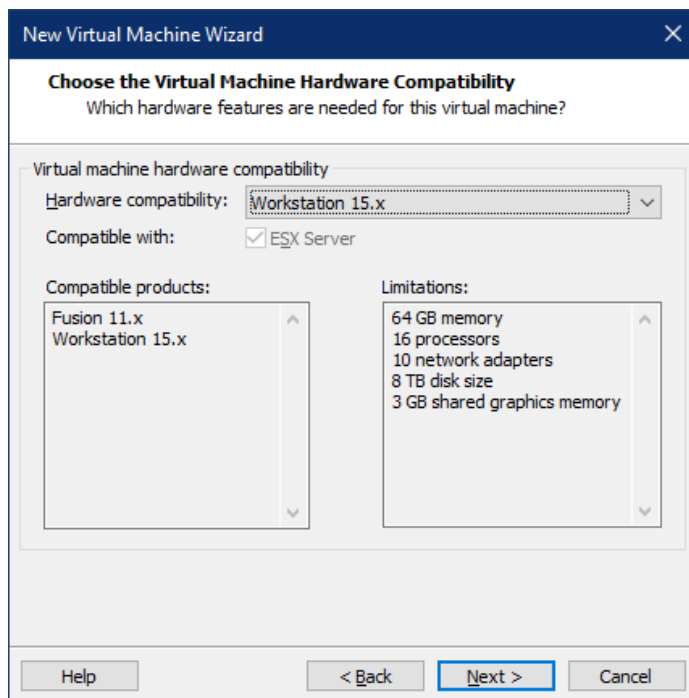 New Virtual Machine Wizard
Choose the Virtual Machine Hardware Compatibility
Which hardware features are needed for this virtual machine?
Virtual machine hardware compatibility
Hardware compatibility: Workstation 15.x
Compatible with: ESX Server
Compatible products:
Fusion 11.x
Workstation 15.x
Limitations:
64 GB memory
16 processors
10 network adapters
8 TB disk size
3 GB shared graphics memory
Help < Back Next > Cancel